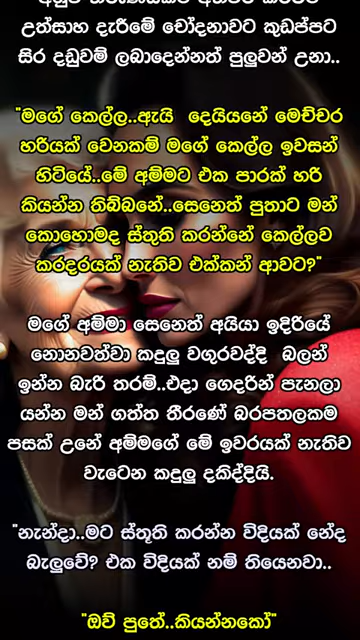 උත්සාහ දැරීමේ චෝදනාවට කුඩප්පට
සිර දඩුවම් ලබාදෙන්නත් පුලුවන් උනා..
"මගේ කෙල්ල..ඇයි දෙයියනේ මෙච්චර
හරියක් වෙනකම් මගේ කෙල්ල ඉවසන්
හිටියේ..මේ අම්මට එක පාරක් හරි
කියන්න තිබ්බනේ..සෙනෙත් පුතාට මන්
කොහොමද ස්තුති කරන්නේ කෙල්ලව
කරදරයක් නැතිව එක්කන් ආවට?"
මගේ අම්මා සෙනෙත් අයියා ඉදිරියේ
නොනවත්වා කදුලු වගුරවද්දි බලන්
ඉන්න බැරි තරම්..එදා ගෙදරින් පැනලා
යන්න මන් ගත්ත තීරණේ බරපතලකම
පසක් උනේ අම්මගේ මේ ඉවරයක් නැතිව
වැටෙන කදුලු දකිද්දියි.
"නැන්දා..මට ස්තූති කරන්න විදියක් නේද
බැලුවේ? එක විදියක් නම් තියෙනවා..
"ඔව් පුතේ..කියන්නකෝ"